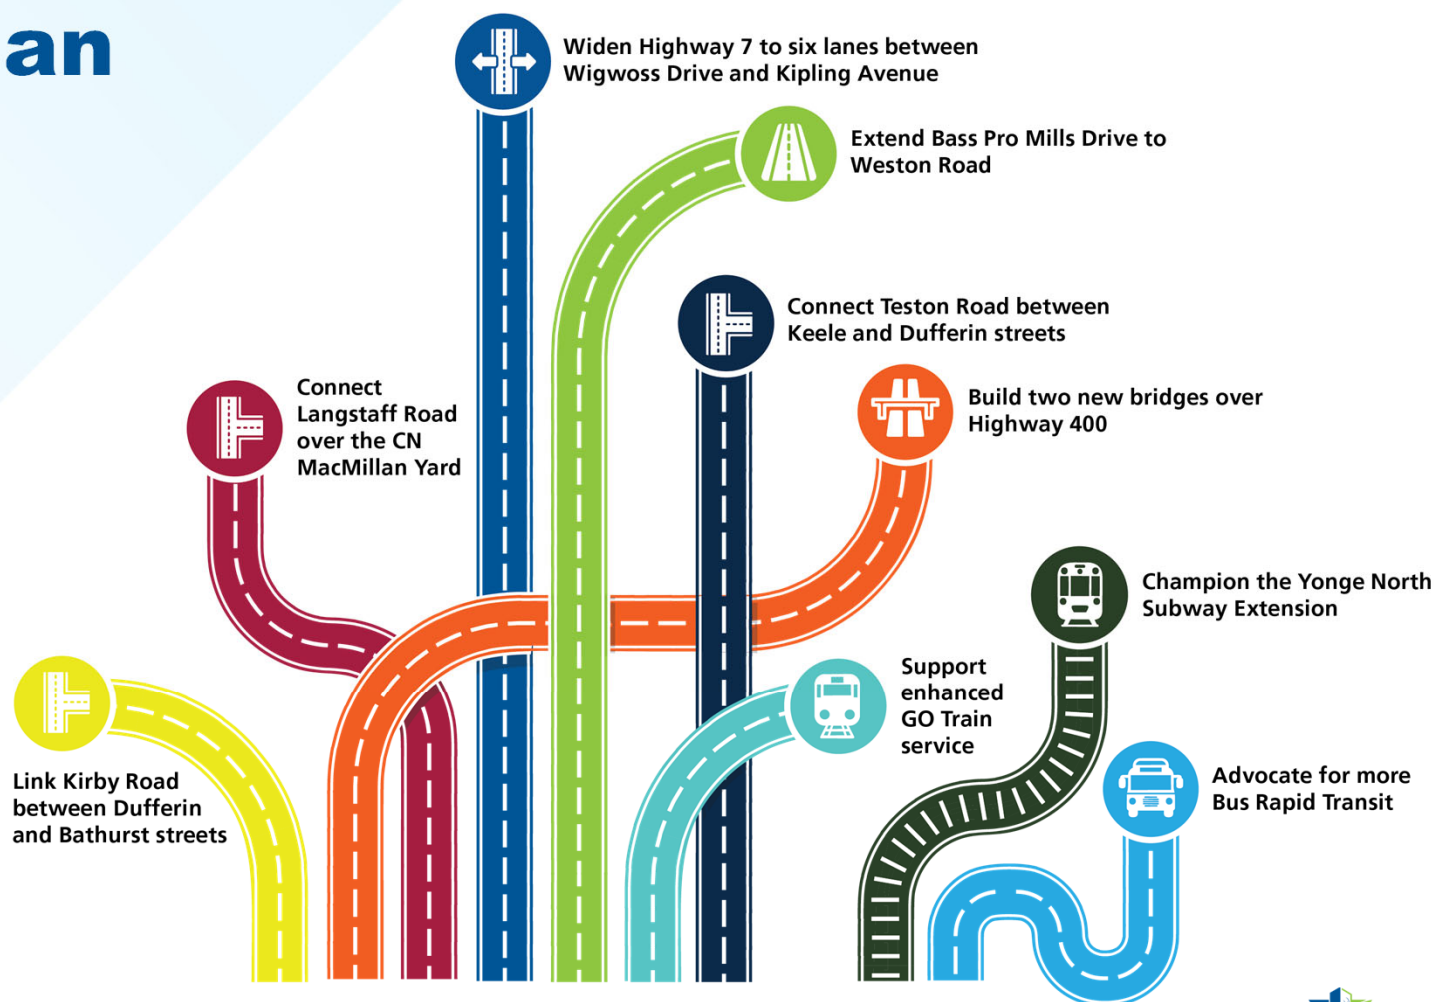 an
Widen Highway 7 to six lanes between
Wigwoss Drive and Kipling Avenue
Extend Bass Pro Mills Drive to
Weston Road
Connect Teston Road between
Keele and Dufferin streets
Connect
Langstaff Road
over the CN
MacMillan Yard
Build two new bridges over
Highway 400
Champion the Yonge North
Subway Extension
Support
enhanced
GO Train
service
Link Kirby Road
between Dufferin
and Bathurst streets
Advocate for more
Bus Rapid Transit